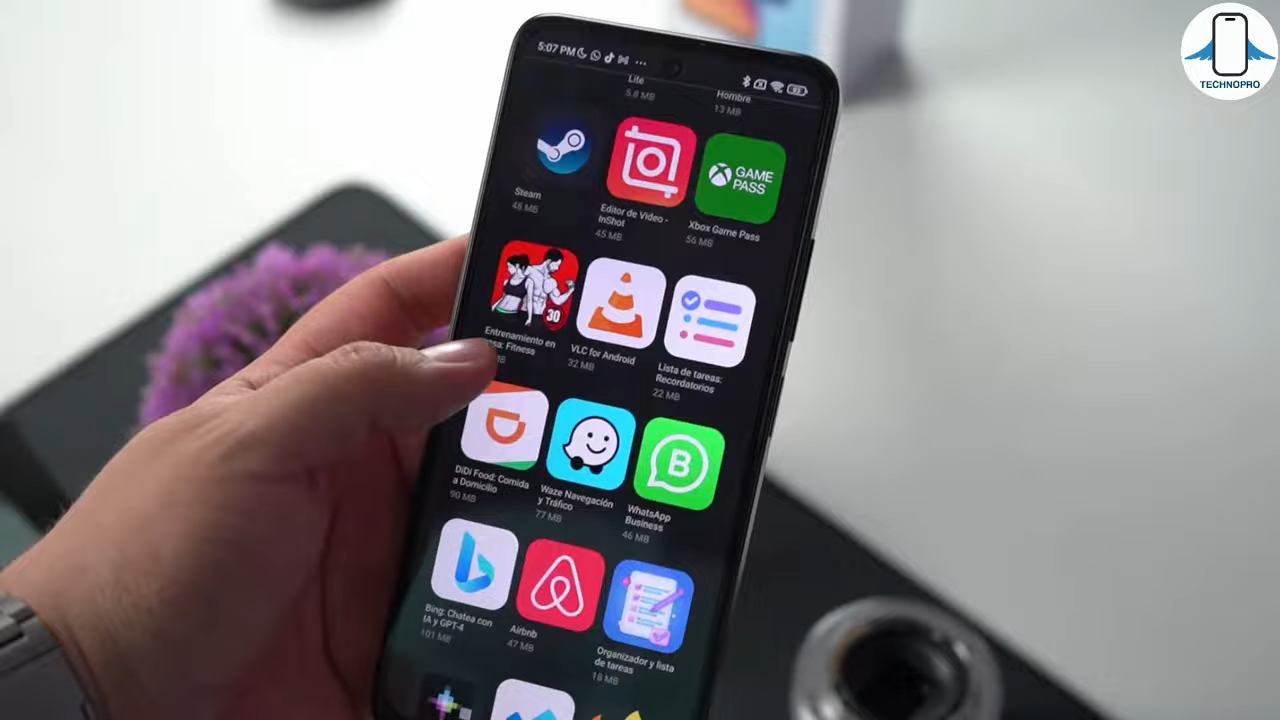 TECHNOPRO
5:07 PM
Lite
5.8 MB
Hombre
13 MB
Steam
48 MB
Editor de Video -
InShot
45 MB
GAME
PASS
Xbox Game Pass
56 MB
30
Entrenamiento en
Fitness
MB
VLC for Android
32 MB
Lista de tareas:
Recordatorios
22 MB
DiDi Food: Comida
a Domicilio
90 MB
Waze Navegación
y Tráfico
77 MB
B
WhatsApp
Business
46 MB
Bing: Chatea con
IA y GPT-4
101 MB
Airbnb
47 MB
Organizador y lista
de tareas
18 MB